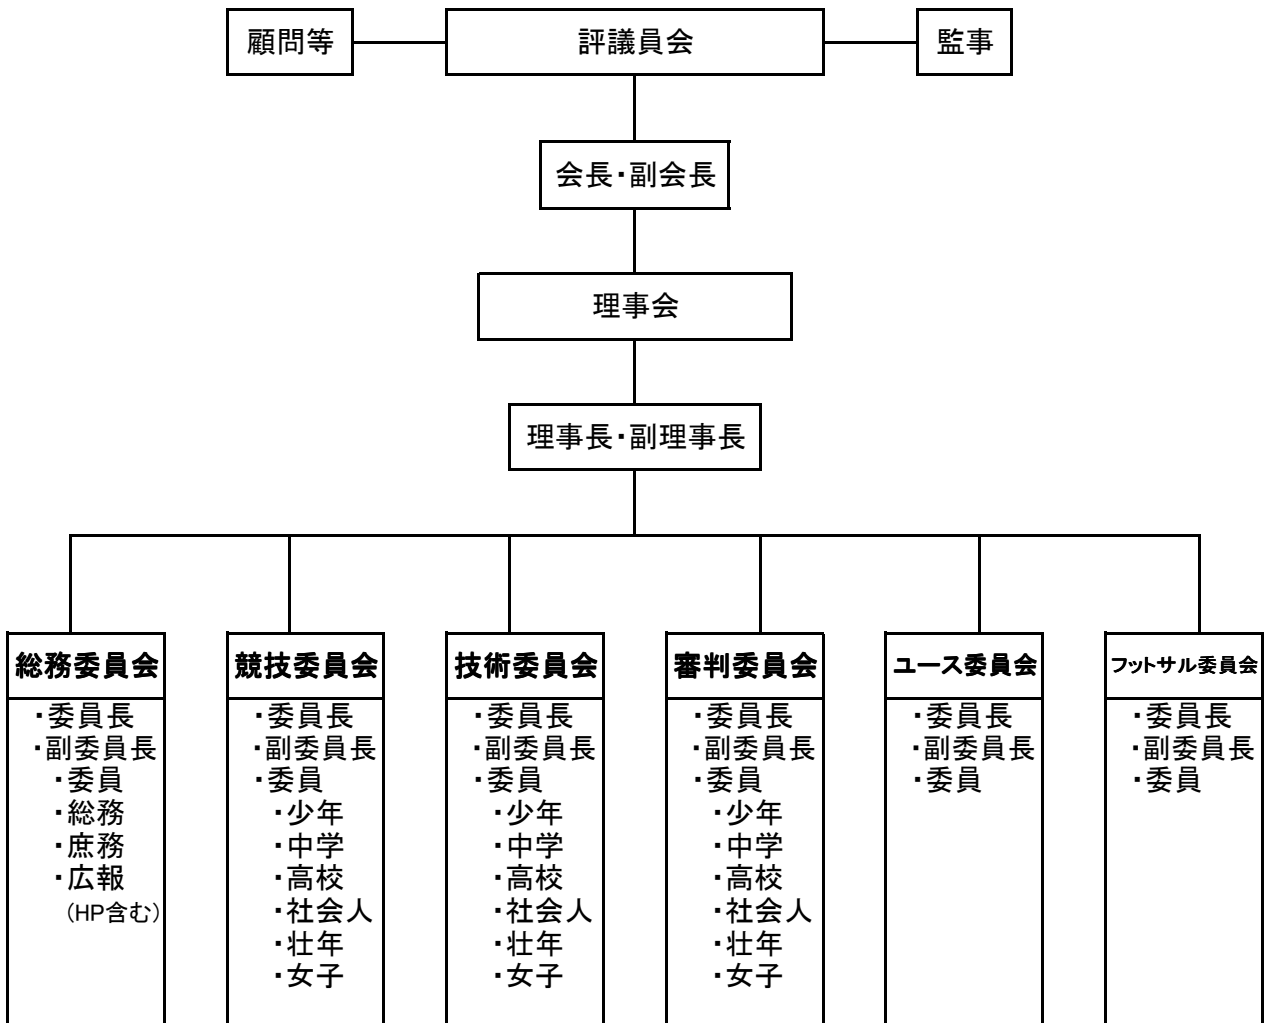 顧問等
評議員会
監事
会長・副会長
理事会
理事長・副理事長
総務委員会
・委員長
・副委員長
・委員
・総務
・庶務
・広報
(HP含む)
競技委員会
・委員長
・副委員長
・委員
・少年
・中学
・高校
・社会人
・壮年
・女子
技術委員会
・委員長
・副委員長
・委員
・少年
・中学
・高校
・社会人
・壮年
・女子
審判委員会
・委員長
・副委員長
・委員
・少年
・中学
・高校
・社会人
・壮年
・女子
ユース委員会
・委員長
・副委員長
・委員
フットサル委員会
・委員長
・副委員長
・委員